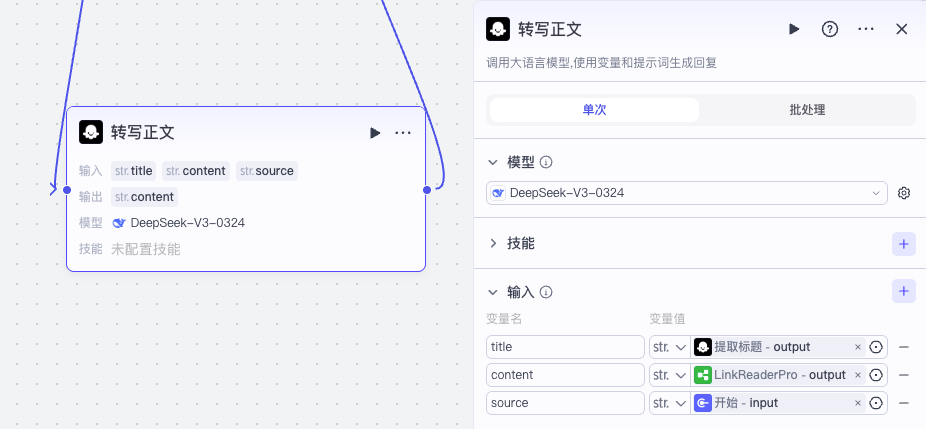 转写正文
输入 str. title str. content str. source
输出 str. content
模型 DeepSeek-V3-0324
技能 未配置技能
转写正文
调用大语言模型,使用变量和提示词生成回复
单次 批处理
模型
DeepSeek-V3-0324
技能
输入
变量名 变量值
title str. 提取标题 - output
content str. LinkReaderPro - output
source str. 开始 - input